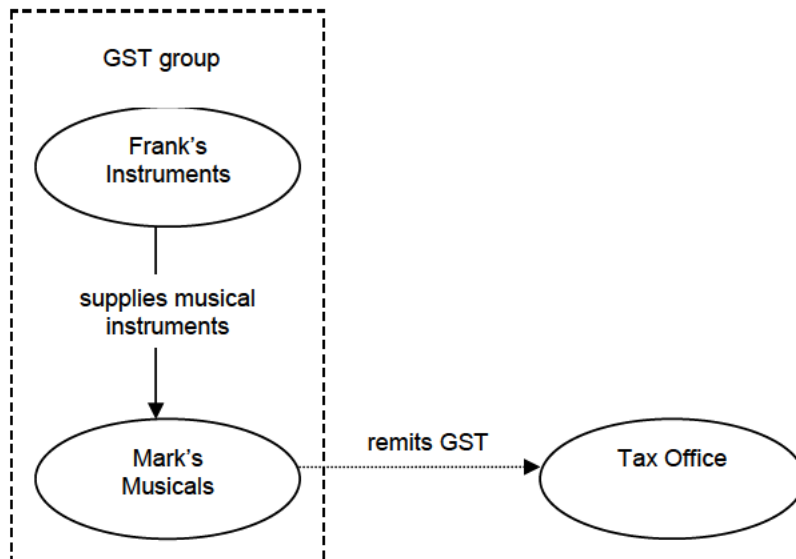 GST group
Frank’s
Instruments
supplies musical
instruments
Mark’s
Musicals
remits GST
Tax Office